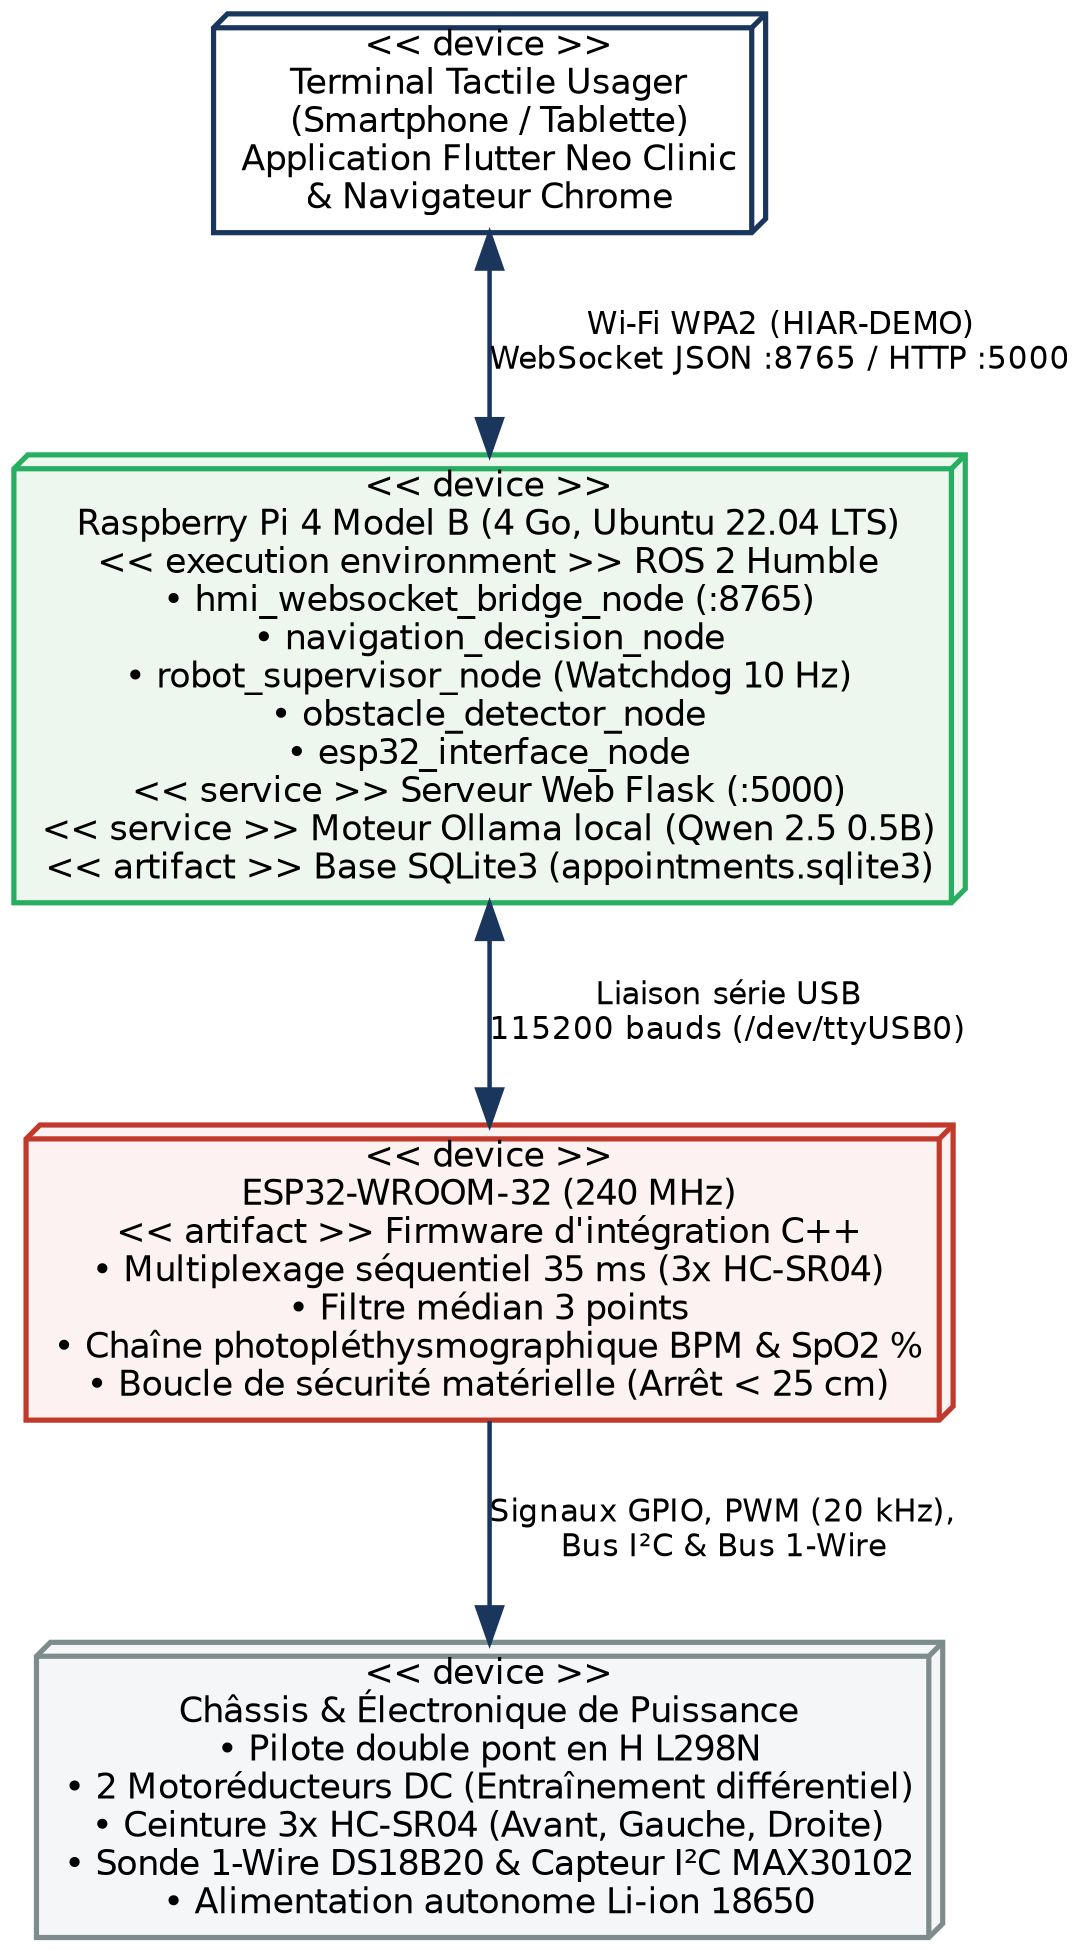 << device >>
Terminal Tactile Usager
(Smartphone / Tablette)
Application Flutter Neo Clinic
& Navigateur Chrome
Wi-Fi WPA2 (HIAR-DEMO)
WebSocket JSON :8765 / HTTP :5000
<< device >>
Raspberry Pi 4 Model B (4 Go, Ubuntu 22.04 LTS)
<< execution environment >> ROS 2 Humble
• hmi_websocket_bridge_node (:8765)
• navigation_decision_node
• robot_supervisor_node (Watchdog 10 Hz)
• obstacle_detector_node
• esp32_interface_node
<< service >> Serveur Web Flask (:5000)
<< service >> Moteur Ollama local (Qwen 2.5 0.5B)
<< artifact >> Base SQLite3 (appointments.sqlite3)
Liaison série USB
115200 bauds (/dev/ttyUSB0)
<< device >>
ESP32-WROOM-32 (240 MHz)
<< artifact >> Firmware d'intégration C++
• Multiplexage séquentiel 35 ms (3x HC-SR04)
• Filtre médian 3 points
• Chaîne photopléthysmographique BPM & SpO2 %
• Boucle de sécurité matérielle (Arrêt < 25 cm)
Signaux GPIO, PWM (20 kHz),
Bus I²C & Bus 1-Wire
<< device >>
Châssis & Électronique de Puissance
• Pilote double pont en H L298N
• 2 Motoréducteurs DC (Entraînement différentiel)
• Ceinture 3x HC-SR04 (Avant, Gauche, Droite)
• Sonde 1-Wire DS18B20 & Capteur I²C MAX30102
• Alimentation autonome Li-ion 18650